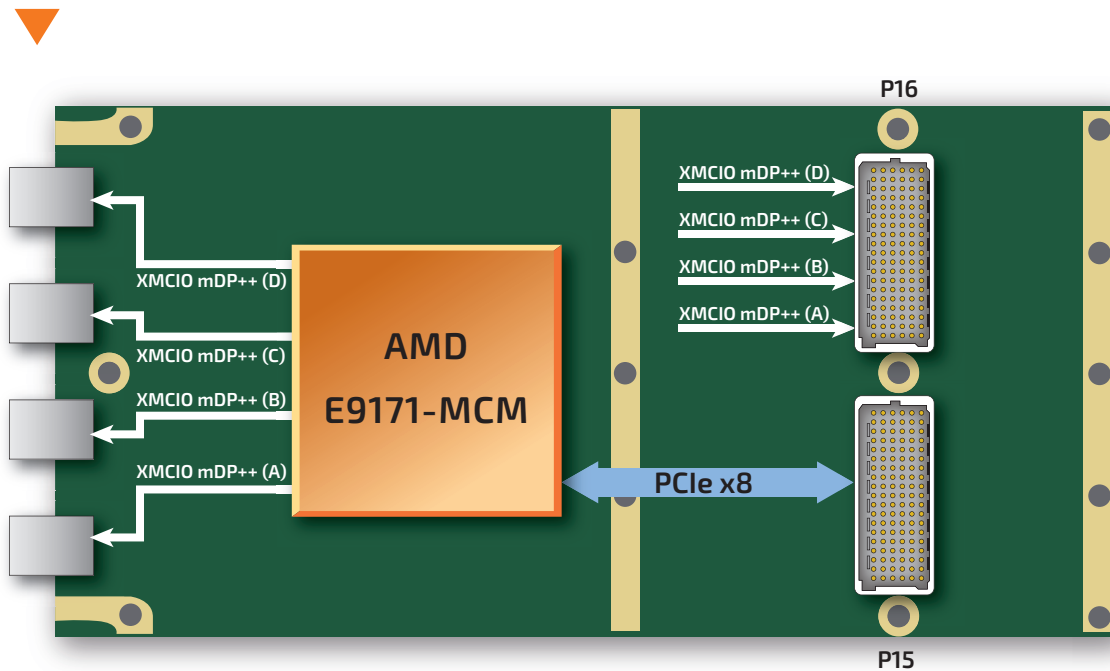 P16
XMCIO mDP++ (D)
XMCIO mDP++ (C)
XMCIO mDP++ (B)
XMCIO mDP++ (A)
XMCIO mDP++ (D)
XMCIO mDP++ (C)
XMCIO mDP++ (B)
XMCIO mDP++ (A)
AMD
E9171-MCM
PCIe x8
P15